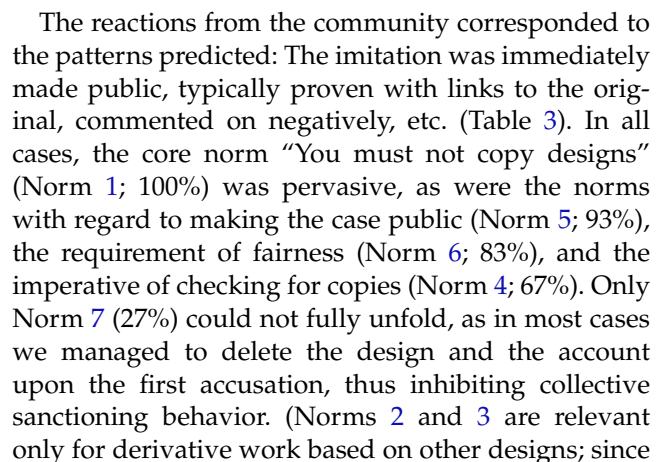 The reactions from the community corresponded to
the patterns predicted: The imitation was immediately
made public, typically proven with links to the orig-
inal, commented on negatively, etc. (Table 3). In all
cases, the core norm “You must not copy designs”
(Norm 1; 100%) was pervasive, as were the norms
with regard to making the case public (Norm 5; 93%),
the requirement of fairness (Norm 6; 83%), and the
imperative of checking for copies (Norm 4; 67%). Only
Norm 7 (27%) could not fully unfold, as in most cases
we managed to delete the design and the account
upon the first accusation, thus inhibiting collective
sanctioning behavior. (Norms 2 and 3 are relevant
only for derivative work based on other designs; since